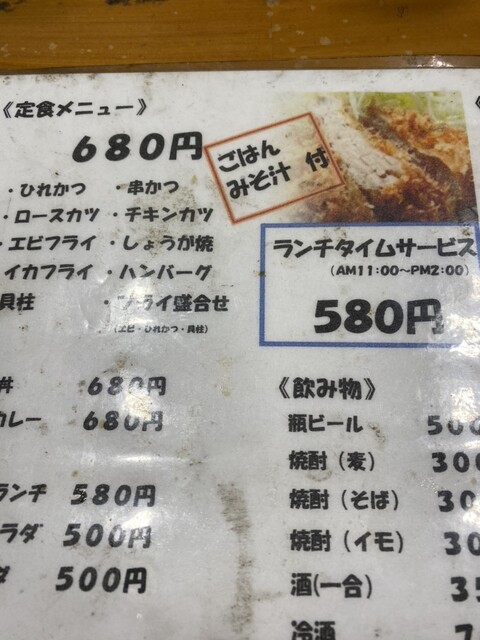 《定食メニュー》
680円
ごはん
みそ汁 付
・ひれかつ ・串かつ
・ロースカツ ・チキンカツ
・エビフライ ・しょうが焼
イカフライ ・ハンバーグ
貝柱 ・フライ盛合せ
(エビ・ひれかつ・貝柱)
ランチタイムサービス
(AM11:00〜PM2:00)
580円
丼 680円
カレー 680円
ランチ 580円
ラダ 500円
ダ 500円
《飲み物》
瓶ビール 500
焼酎(麦) 300
焼酎(そば) 30
焼酎(イモ) 30
酒(一合) 35
冷酒 7